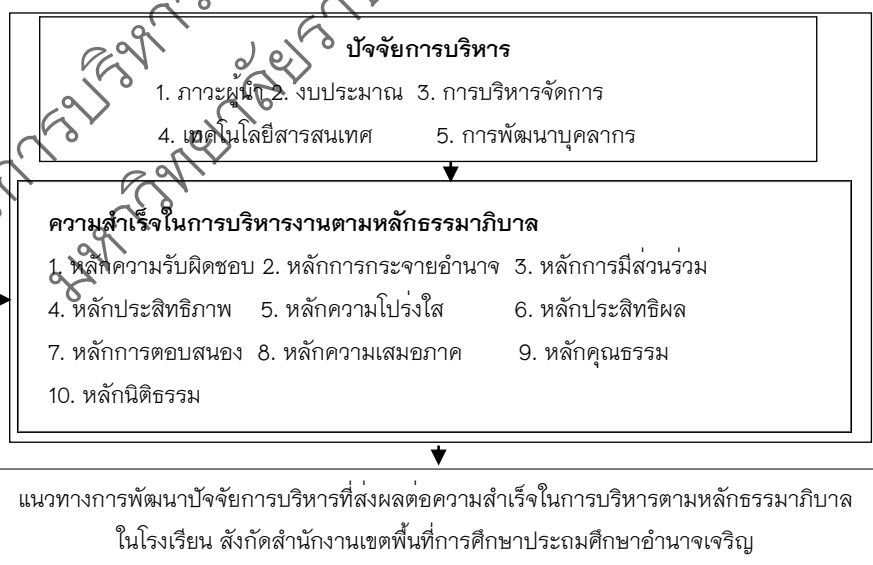 ปัจจัยการบริหาร
1. ภาวะผู้นำ 2. งบประมาณ 3. การบริหารจัดการ
4. เทคโนโลยีสารสนเทศ 5. การพัฒนาบุคลากร
ความสำเร็จในการบริหารงานตามหลักธรรมาภิบาล
1. หลักความรับผิดชอบ 2. หลักการกระจายอำนาจ 3. หลักการมีส่วนร่วม
4. หลักประสิทธิภาพ 5. หลักความโปร่งใส 6. หลักประสิทธิผล
7. หลักการตอบสนอง 8. หลักความเสมอภาค 9. หลักคุณธรรม
10. หลักนิติธรรม
แนวทางการพัฒนาปัจจัยการบริหารที่ส่งผลต่อความสำเร็จในการบริหารตามหลักธรรมาภิบาล
ในโรงเรียน สังกัดสำนักงานเขตพื้นที่การศึกษาประถมศึกษาอำนาจเจริญ
การบริหาร
มหาวิทยาลัยรา